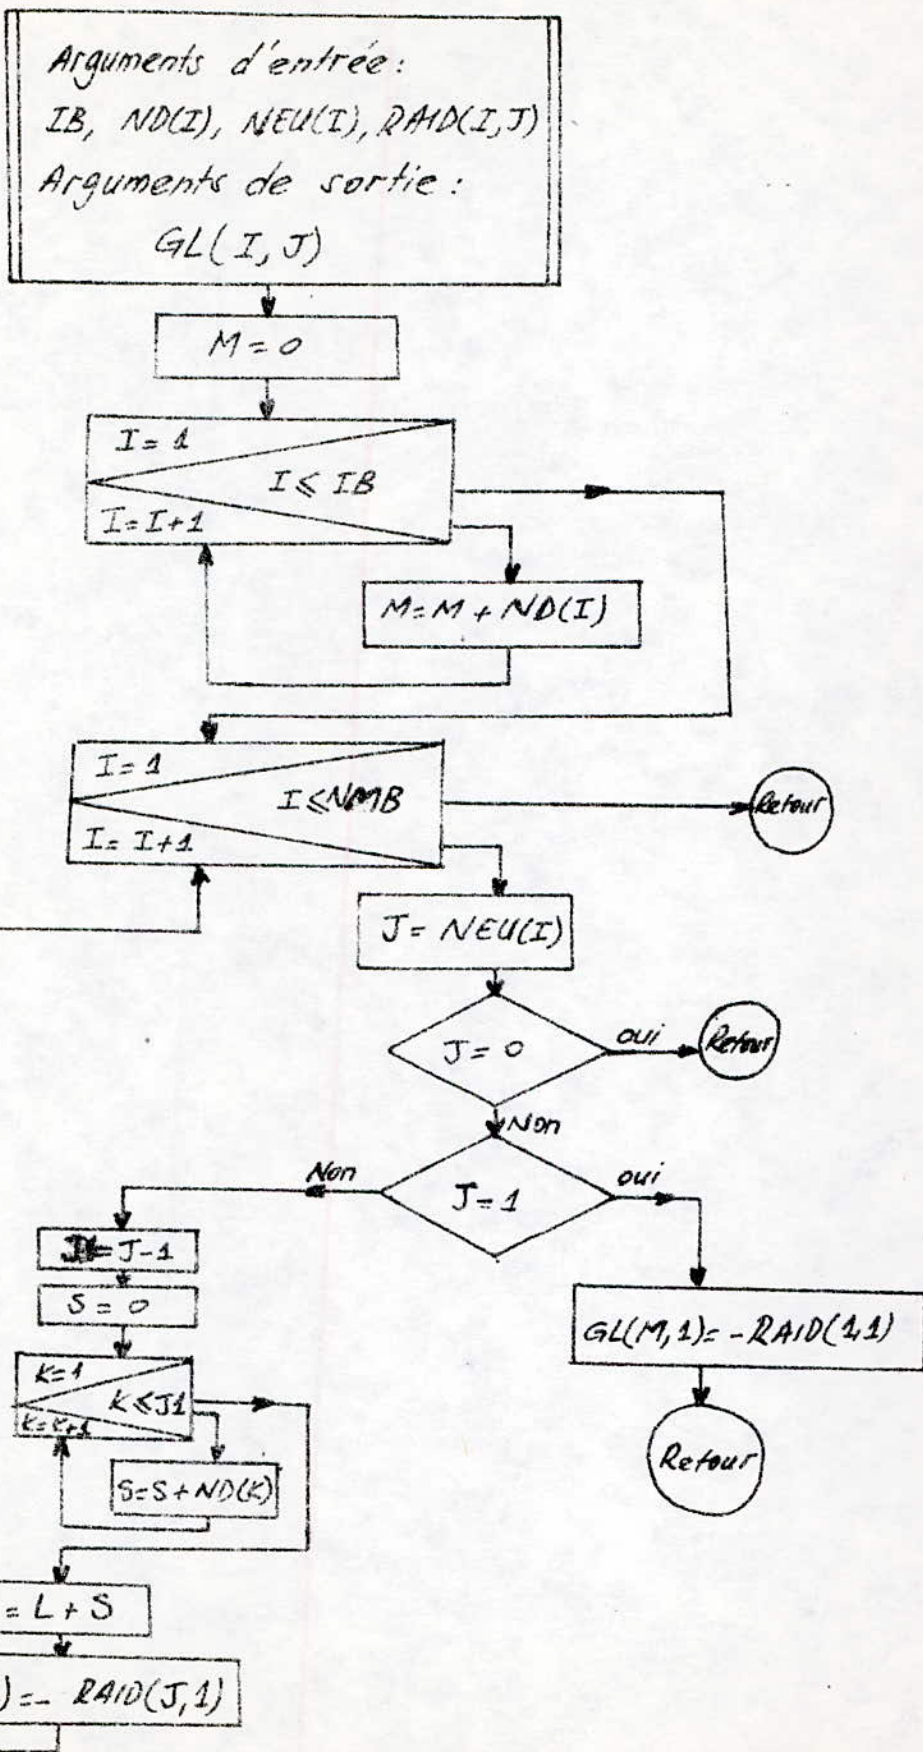 Arguments d'entrée :
IB, ND(I), NEU(I), RAID(I,J)
Arguments de sortie :
GL(I, J)
M = 0
I = 1
I ≤ IB
I = I+1
M = M + ND(I)
I = 1
I ≤ NMB
I = I+1
Retour
J = NEU(I)
J = 0
oui
Retour
Non
Non
J = 1
oui
= J-1
S = 0
GL(M,1) = -RAID(1,1)
K=1
K ≤ J1
K=K+1
Retour
S=S+ND(K)
= L + S
) = - RAID(J,1)